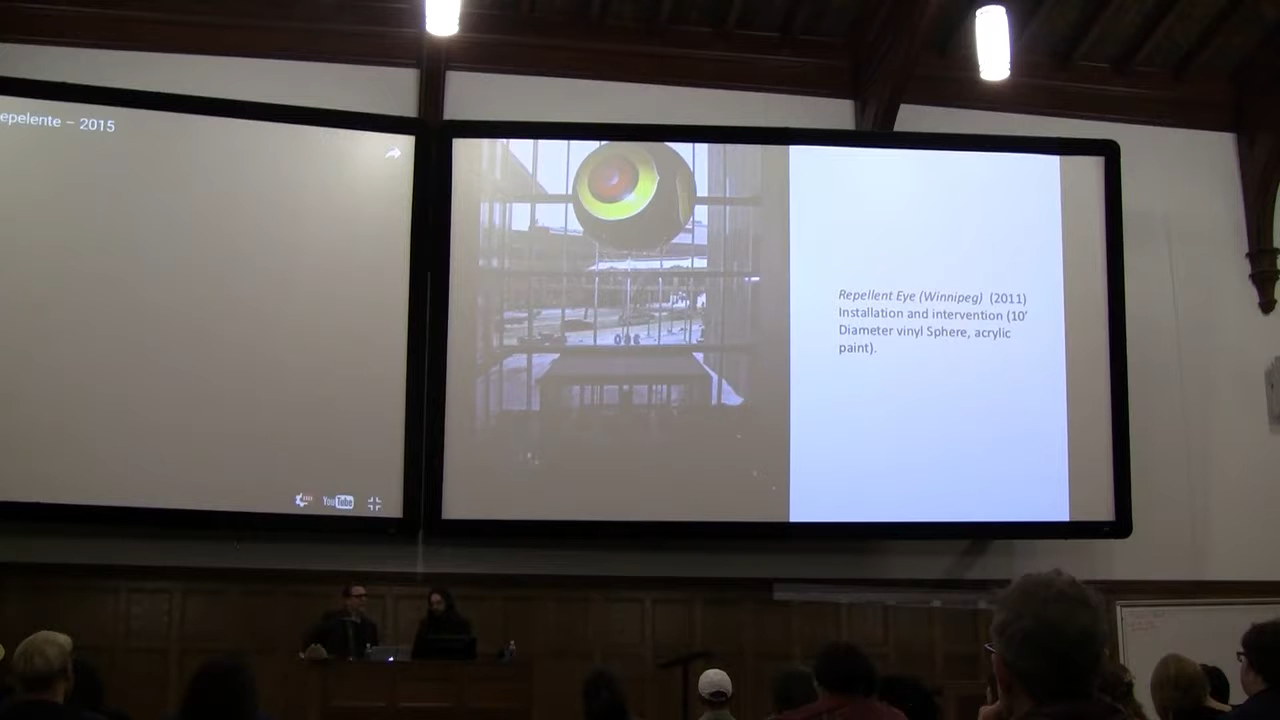 epelente – 2015
YouTube
Repellent Eye (Winnipeg) (2011)
Installation and intervention (10'
Diameter vinyl Sphere, acrylic
paint).